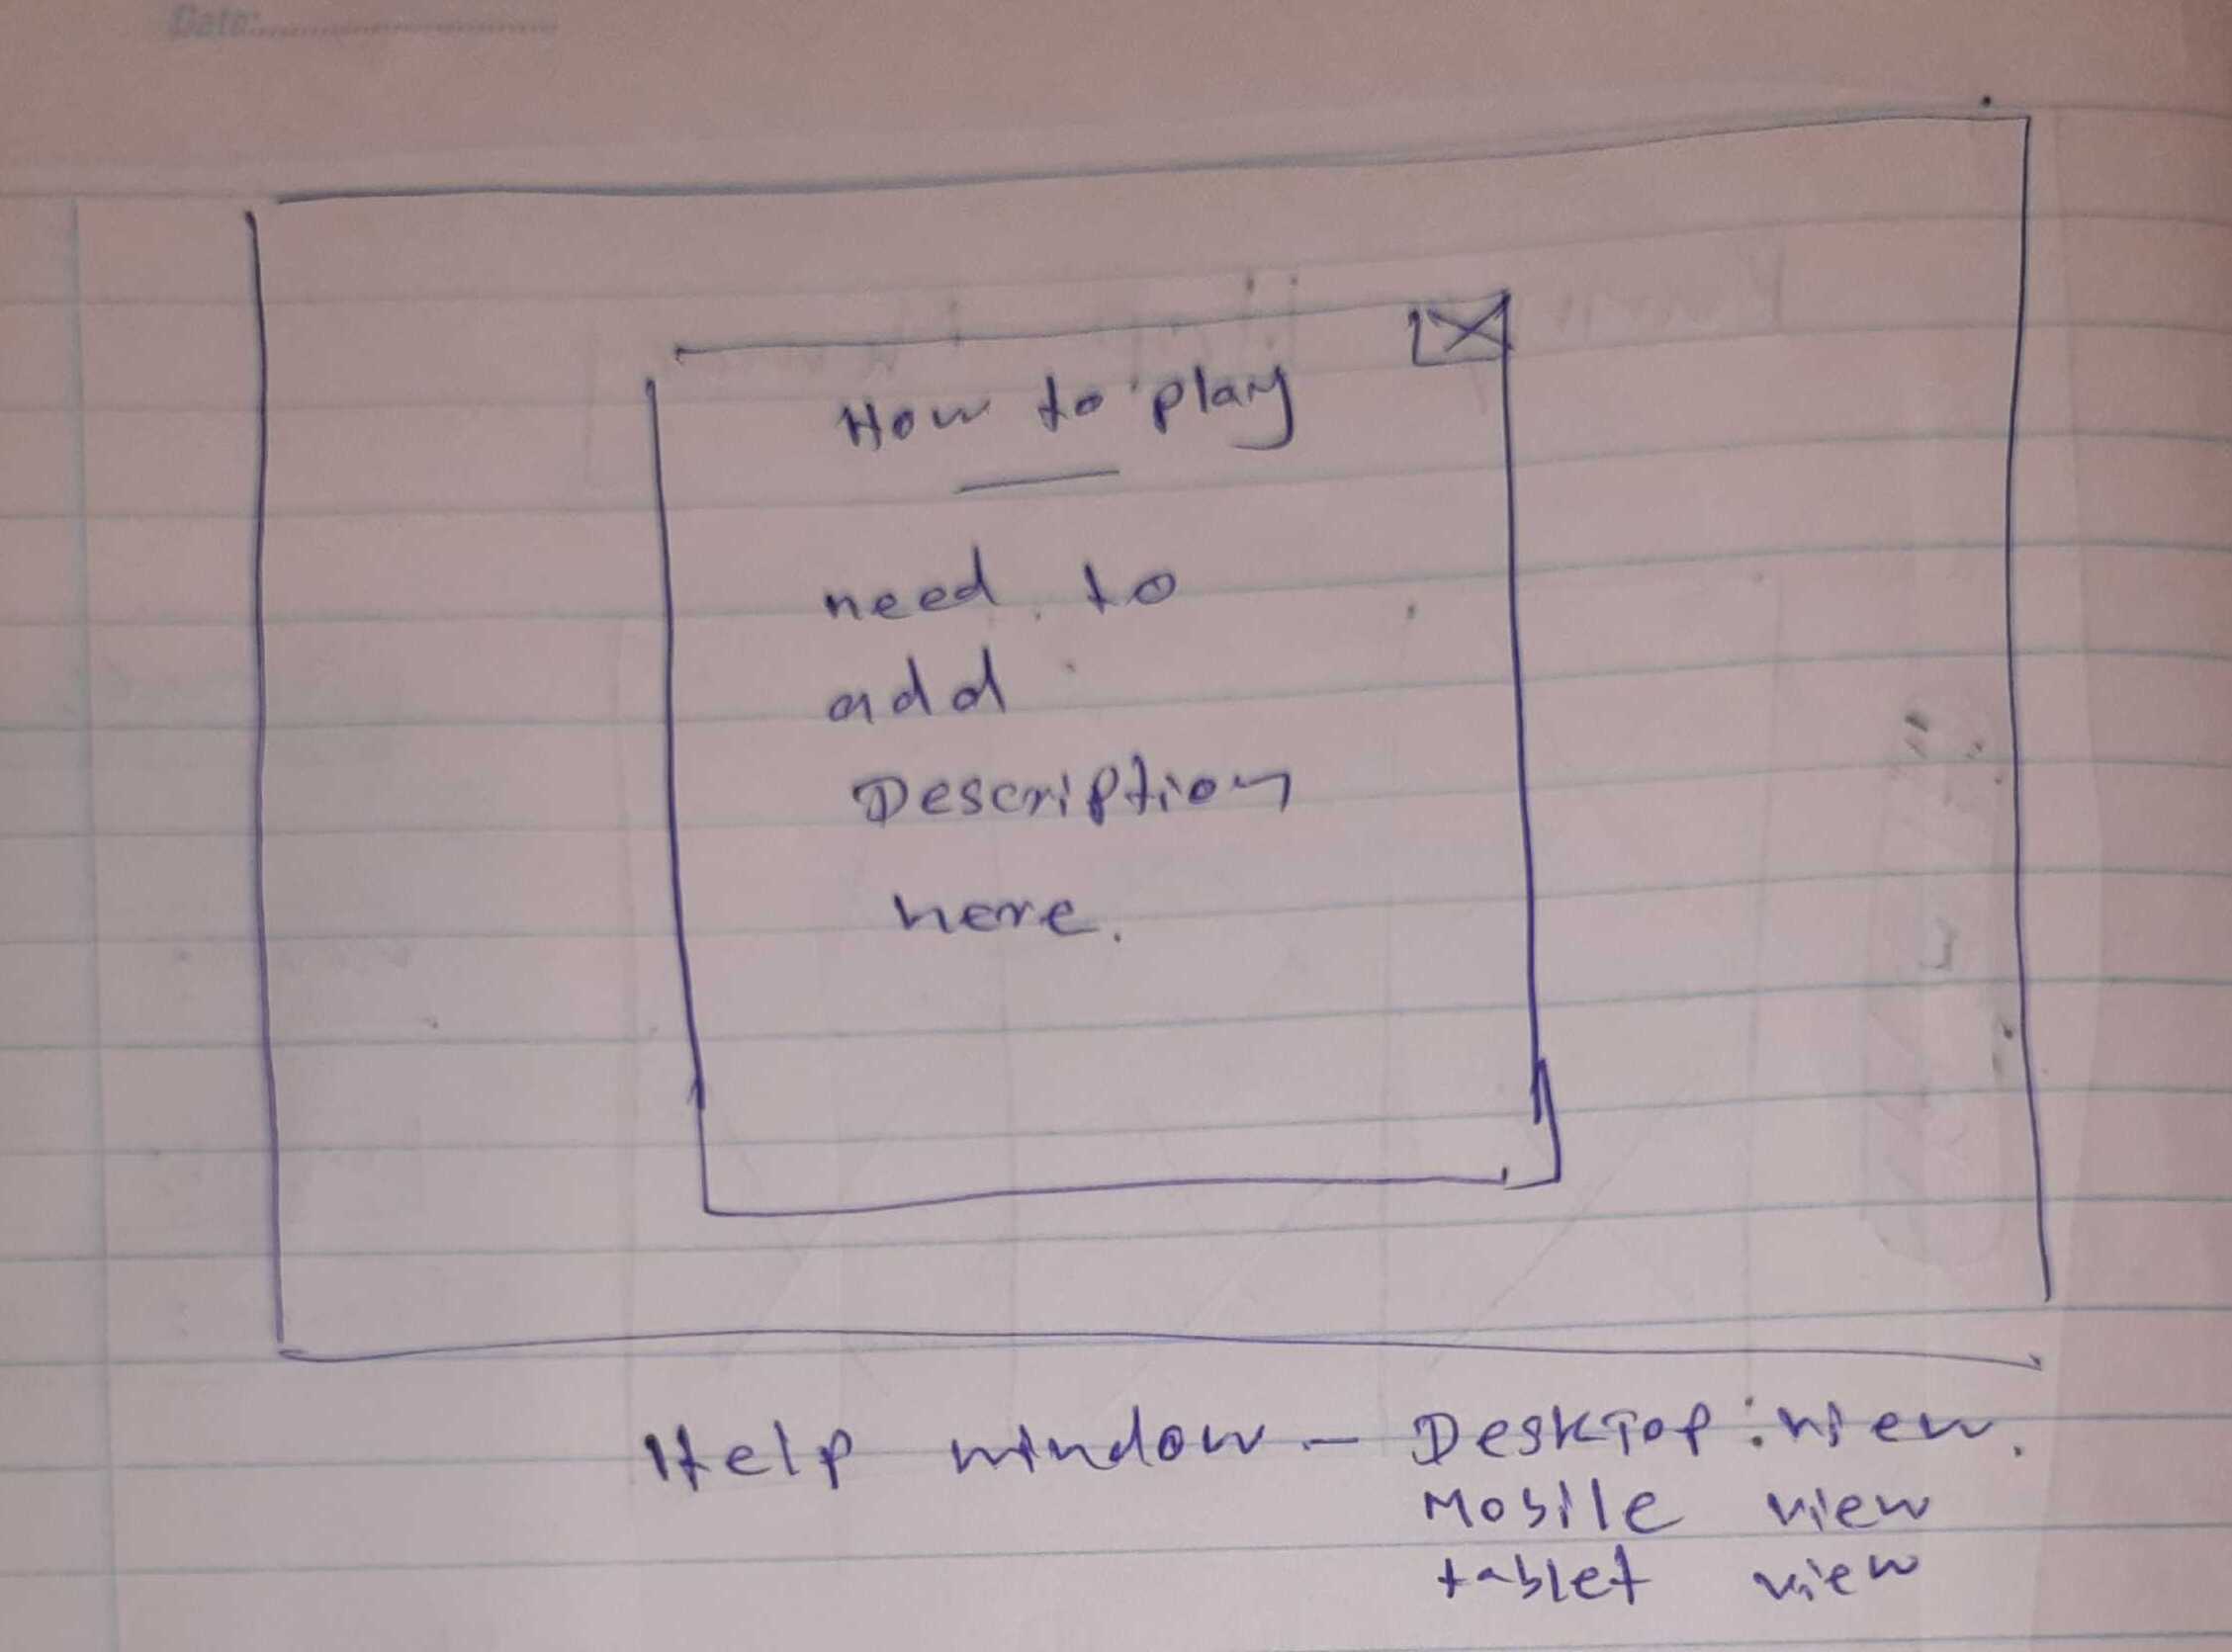 Date:
How to play
need to
add
Description
here.
Help window - Desktop view.
Mobile view
tablet view